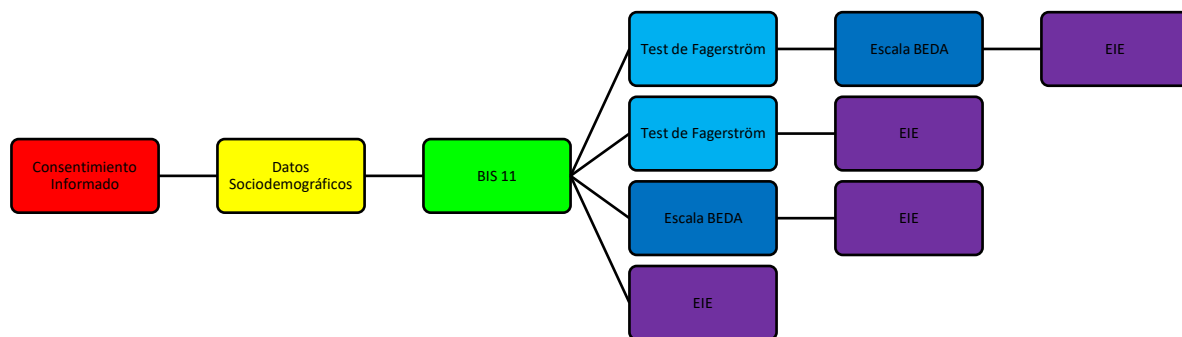 Test de Fagerström
Escala BEDA
EIE
Test de Fagerström
EIE
Consentimiento
Informado
Datos
Sociodemográficos
BIS 11
Escala BEDA
EIE
EIE